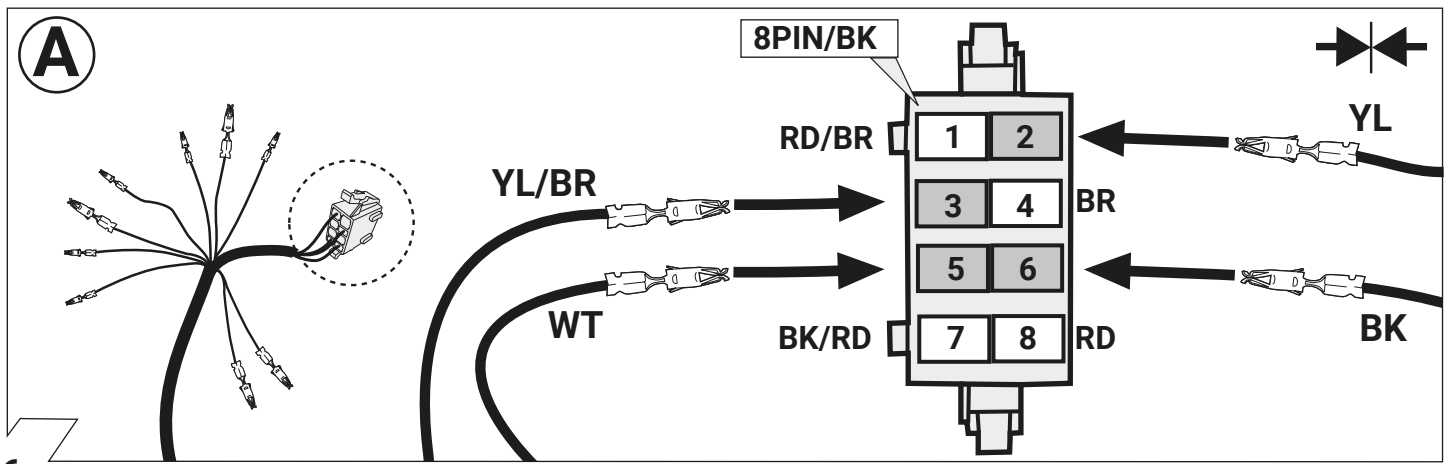 A
8PIN/BK
YL
RD/BR 1 2
YL/BR 3 4 BR
5 6
WT BK
BK/RD 7 8 RD